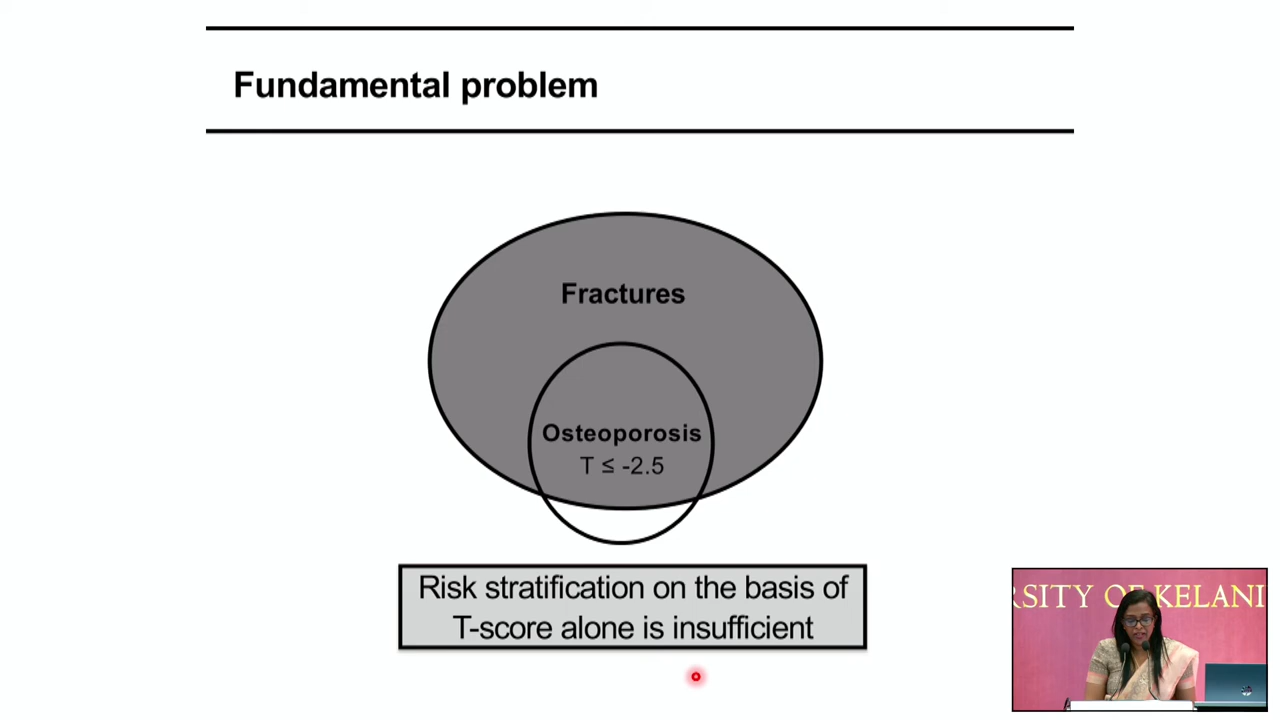 Fundamental problem
Fractures
Osteoporosis
T ≤ -2.5
Risk stratification on the basis of
T-score alone is insufficient
RSITY OF KELANI